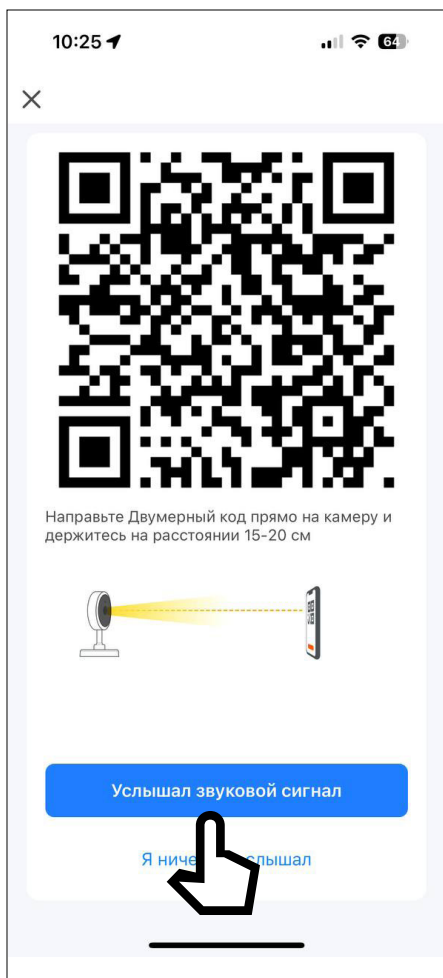 10:25
64
Направьте Двумерный код прямо на камеру и
держитесь на расстоянии 15-20 см
Услышал звуковой сигнал
Я слышал